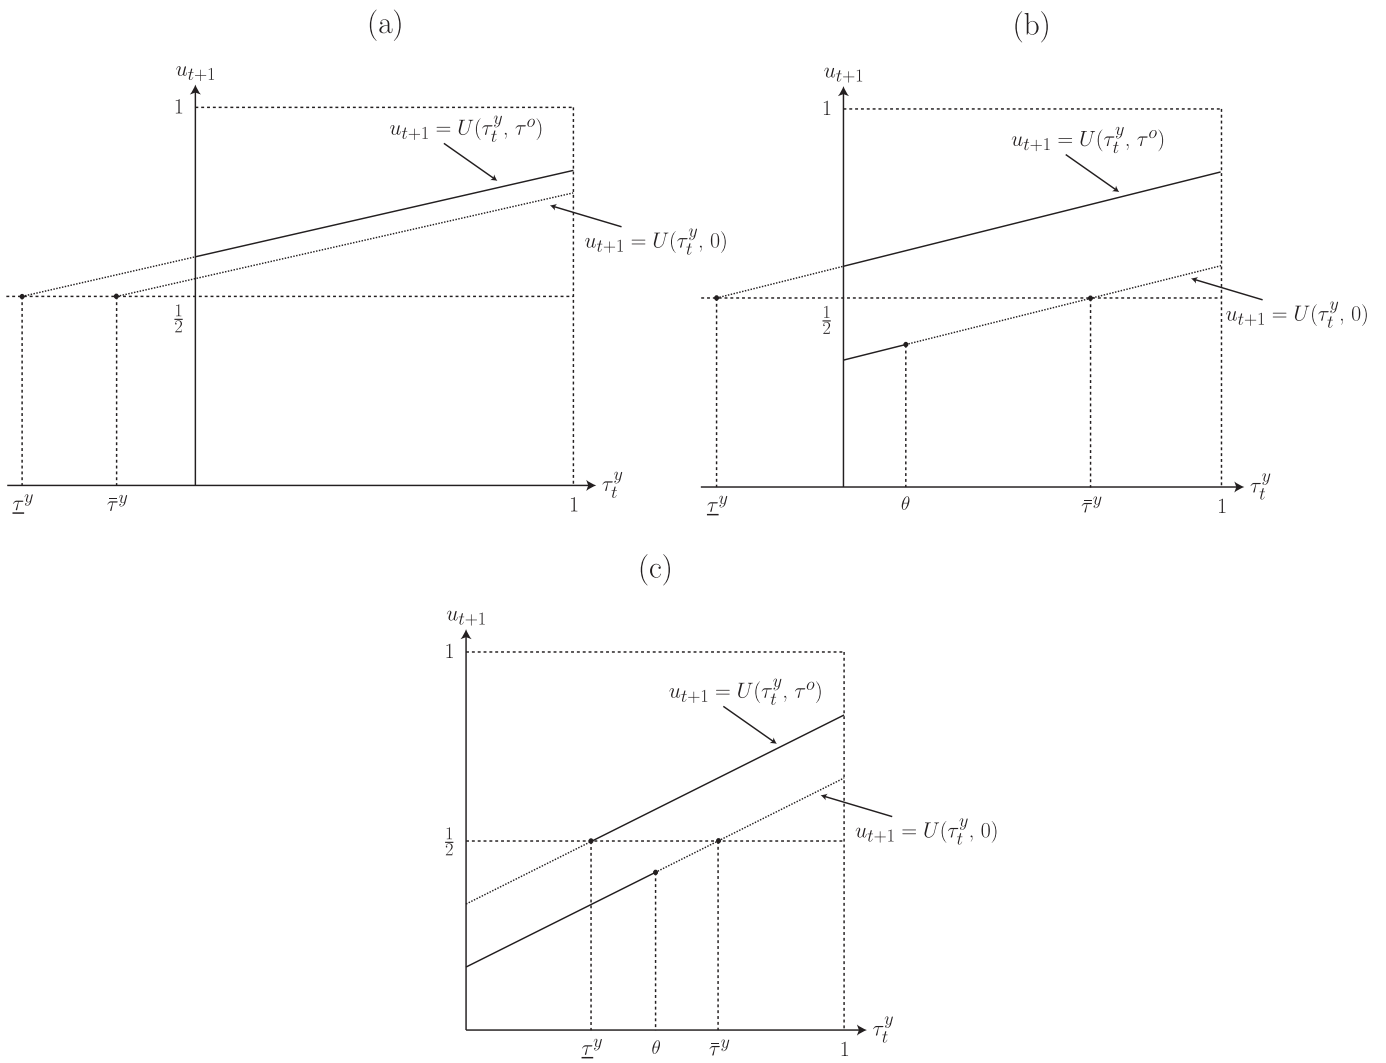 (a)
u_{t+1}
1
u_{t+1} = U(τ_t^y, τ^o)
u_{t+1} = U(τ_t^y, 0)
1/2
τ_t^y
τ̲^y
τ̄^y
1
(b)
u_{t+1}
1
u_{t+1} = U(τ_t^y, τ^o)
1/2
u_{t+1} = U(τ_t^y, 0)
τ_t^y
τ̲^y
θ
τ̄^y
1
(c)
u_{t+1}
1
u_{t+1} = U(τ_t^y, τ^o)
1/2
u_{t+1} = U(τ_t^y, 0)
τ_t^y
τ̲^y
θ
τ̄^y
1